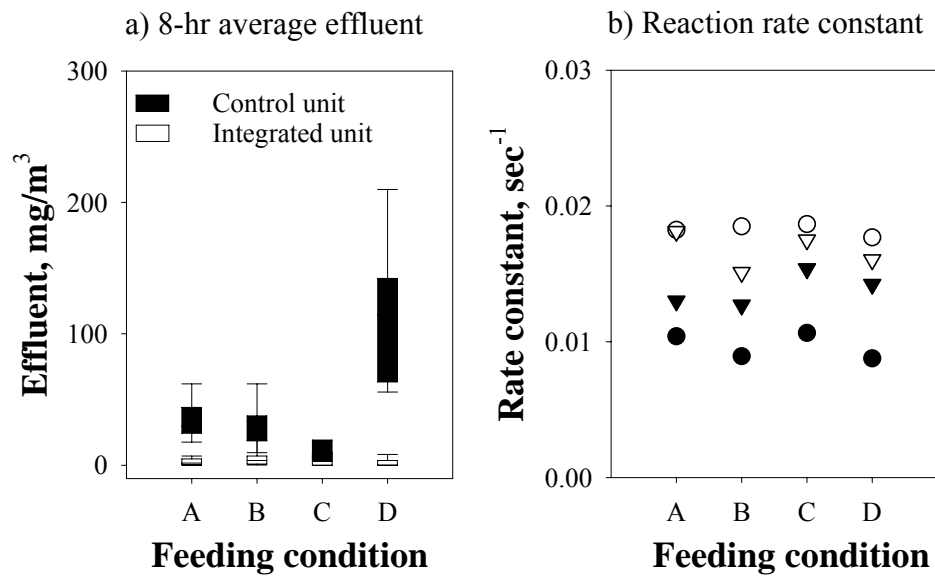 a) 8-hr average effluent
300
200
100
0
Effluent, mg/m³
Control unit
Integrated unit
A B C D
Feeding condition
b) Reaction rate constant
0.03
0.02
0.01
0.00
Rate constant, sec⁻¹
A B C D
Feeding condition